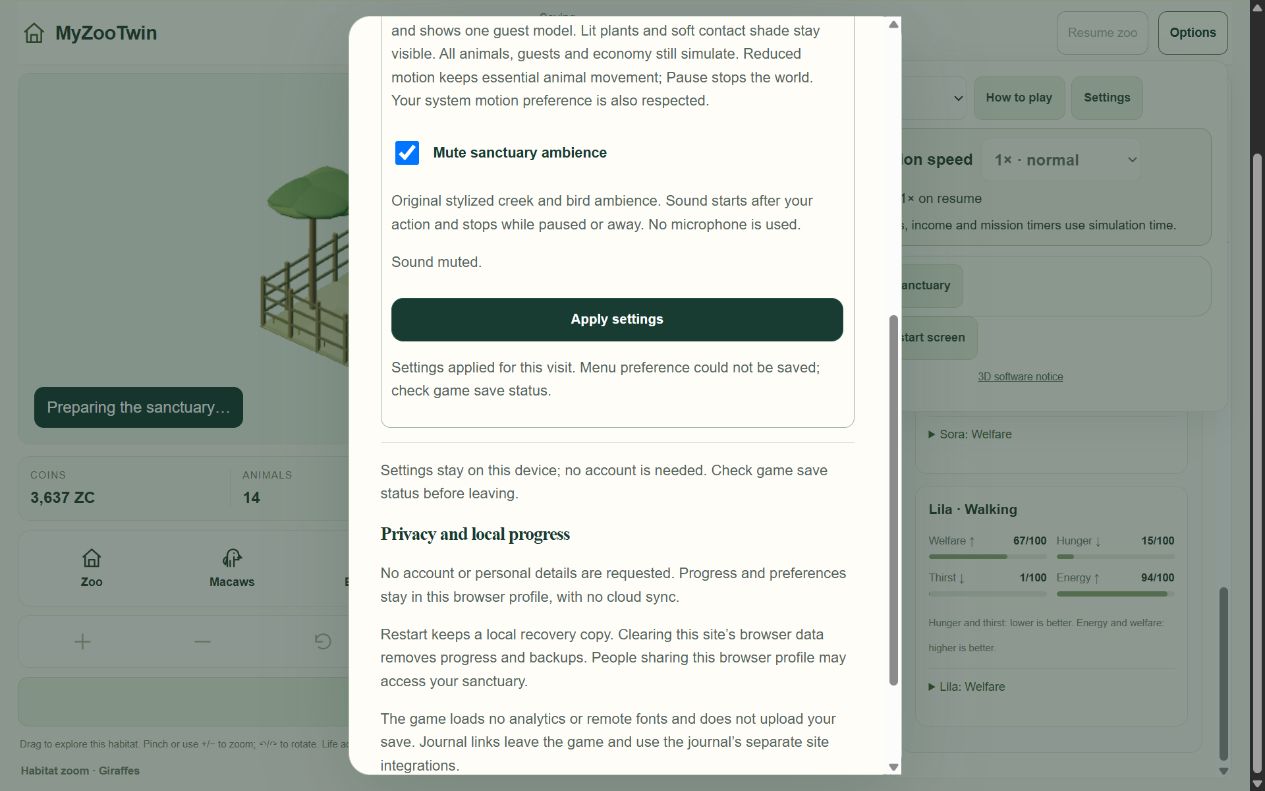 MyZooTwin
Resume zoo
Options
and shows one guest model. Lit plants and soft contact shade stay
visible. All animals, guests and economy still simulate. Reduced
motion keeps essential animal movement; Pause stops the world.
Your system motion preference is also respected.
Mute sanctuary ambience
Original stylized creek and bird ambience. Sound starts after your
action and stops while paused or away. No microphone is used.
Sound muted.
Apply settings
Settings applied for this visit. Menu preference could not be saved;
check game save status.
Settings stay on this device; no account is needed. Check game save
status before leaving.
Privacy and local progress
No account or personal details are requested. Progress and preferences
stay in this browser profile, with no cloud sync.
Restart keeps a local recovery copy. Clearing this site’s browser data
removes progress and backups. People sharing this browser profile may
access your sanctuary.
The game loads no analytics or remote fonts and does not upload your
save. Journal links leave the game and use the journal’s separate site
integrations.
Preparing the sanctuary…
COINS
3,637 ZC
ANIMALS
14
Zoo
Macaws
Drag to explore this habitat. Pinch or use +/− to zoom; ↶/↷ to rotate. Life
Habitat zoom · Giraffes
How to play
Settings
speed
1× · normal
1× on resume
, income and mission timers use simulation time.
screen
3D software notice
Sora: Welfare
Lila · Walking
Welfare ↑ 67/100
Hunger ↓ 15/100
Thirst ↓ 1/100
Energy ↑ 94/100
Hunger and thirst: lower is better. Energy and welfare:
higher is better.
Lila: Welfare